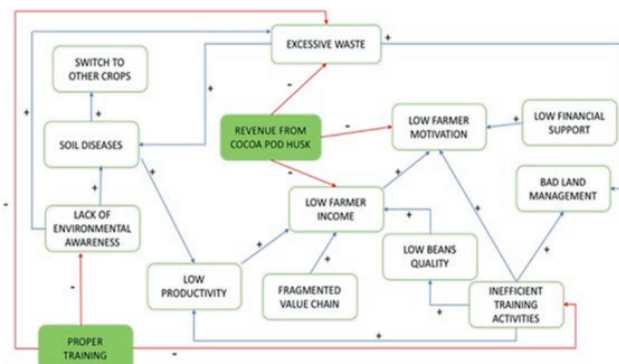 EXCESSIVE WASTE
+
SWITCH TO
OTHER CROPS
+
+
-
+
REVENUE FROM
COCOA POD HUSK
-
LOW FARMER
MOTIVATION
+
LOW FINANCIAL
SUPPORT
SOIL DISEASES
+
-
+
+
BAD LAND
MANAGEMENT
-
LACK OF
ENVIRONMENTAL
AWARENESS
LOW FARMER
INCOME
+
+
+
+
LOW BEANS
QUALITY
+
LOW
PRODUCTIVITY
FRAGMENTED
VALUE CHAIN
INEFFICIENT
TRAINING
ACTIVITIES
-
+
PROPER
TRAINING
+
-